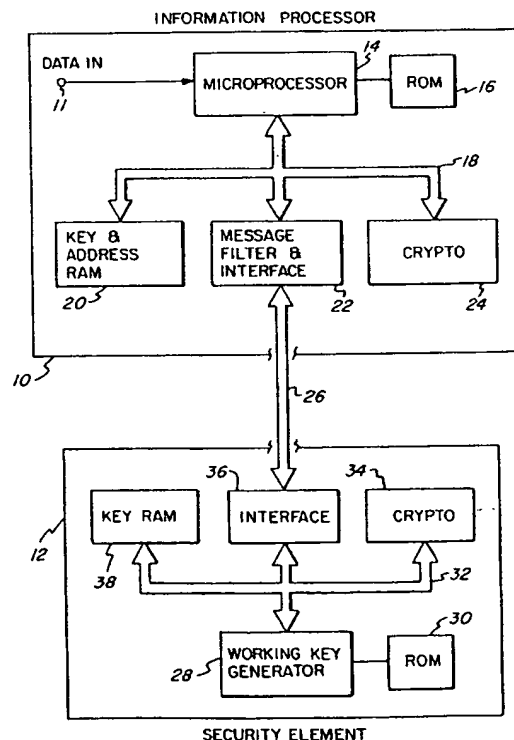 INFORMATION PROCESSOR
DATA IN
11
MICROPROCESSOR
14
ROM
16
18
KEY &
ADDRESS
RAM
20
MESSAGE
FILTER &
INTERFACE
22
CRYPTO
24
10
26
12
KEY RAM
38
36
INTERFACE
34
CRYPTO
32
28
WORKING KEY
GENERATOR
30
ROM
SECURITY ELEMENT